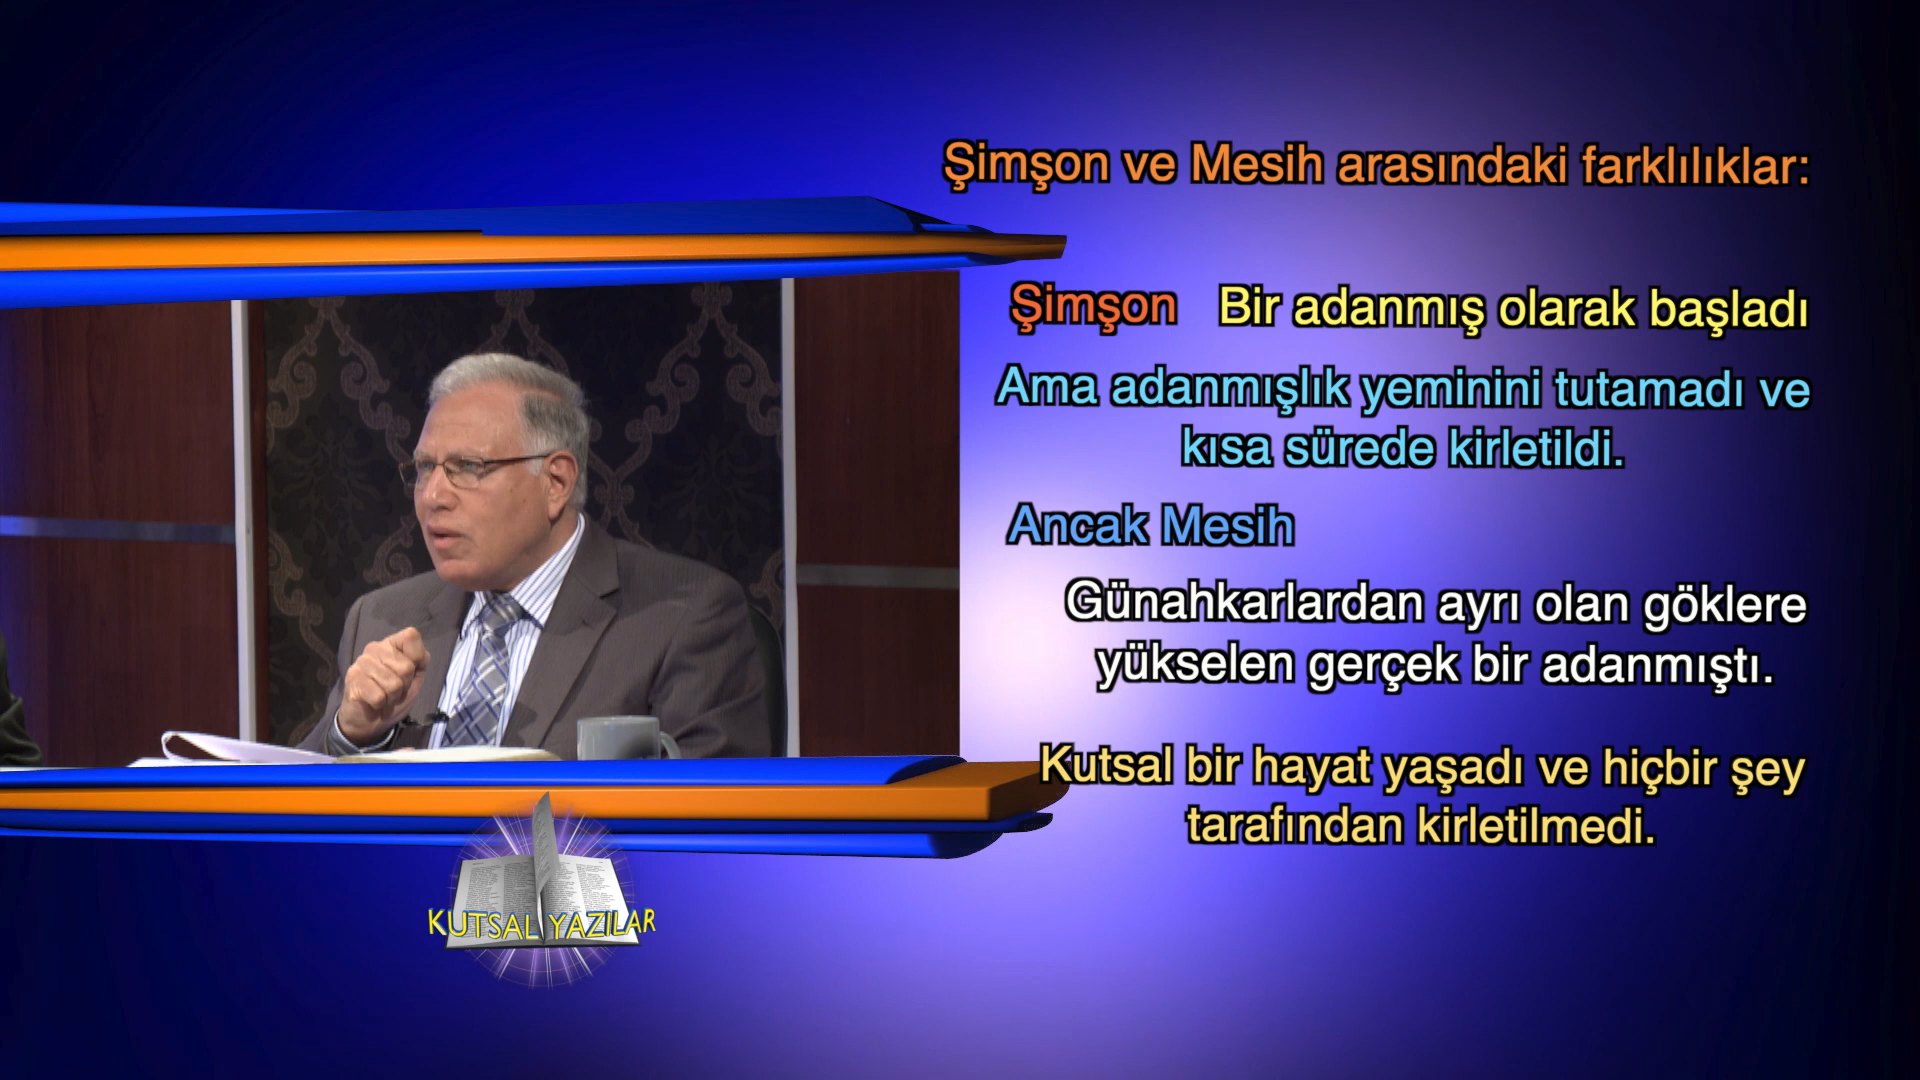 Şimşon ve Mesih arasındaki farklılıklar:
Şimşon Bir adanmış olarak başladı
Ama adanmışlık yeminini tutamadı ve
kısa sürede kirletildi.
Ancak Mesih
Günahkarlardan ayrı olan göklere
yükselen gerçek bir adanmıştı.
Kutsal bir hayat yaşadı ve hiçbir şey
tarafından kirletilmedi.
KUTSAL YAZILAR